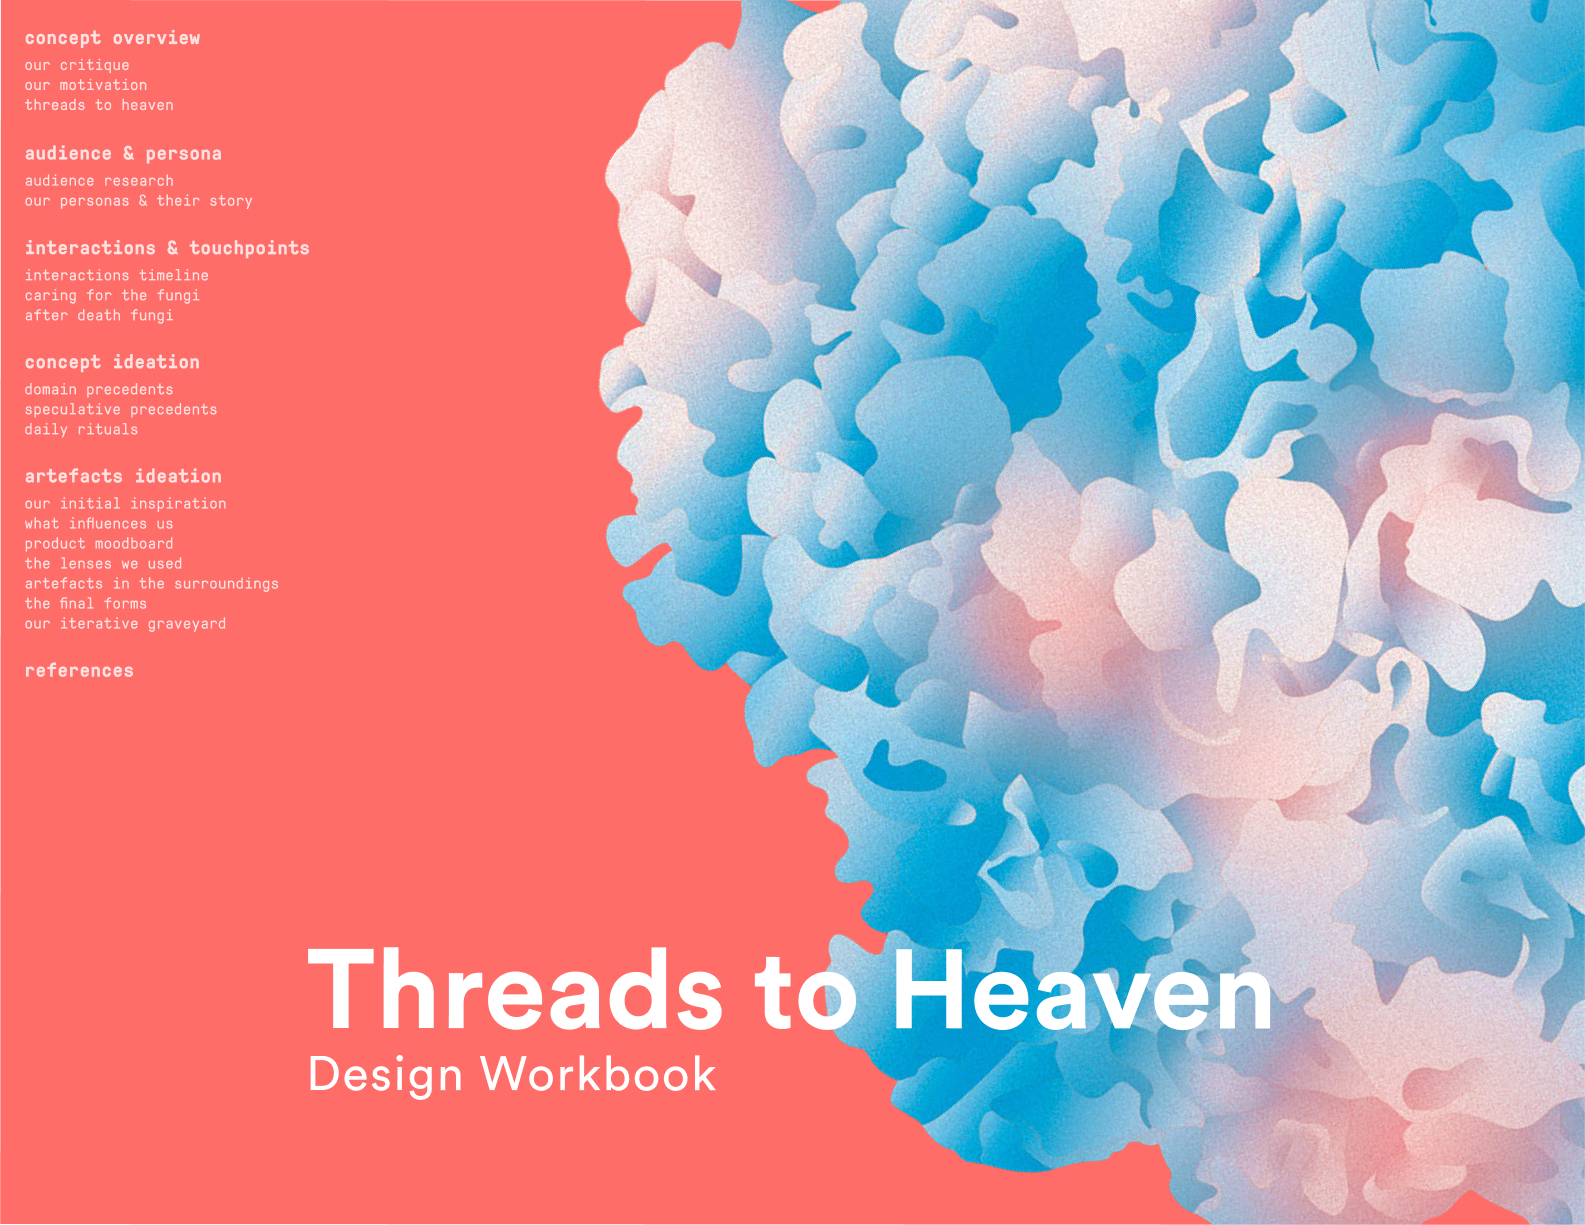 concept overview
our critique
our motivation
threads to heaven
audience & persona
audience research
our personas & their story
interactions & touchpoints
interactions timeline
caring for the fungi
after death fungi
concept ideation
domain precedents
speculative precedents
daily rituals
artefacts ideation
our initial inspiration
what influences us
product moodboard
the lenses we used
artefacts in the surroundings
the final forms
our iterative graveyard
references
Threads to Heaven
Design Workbook